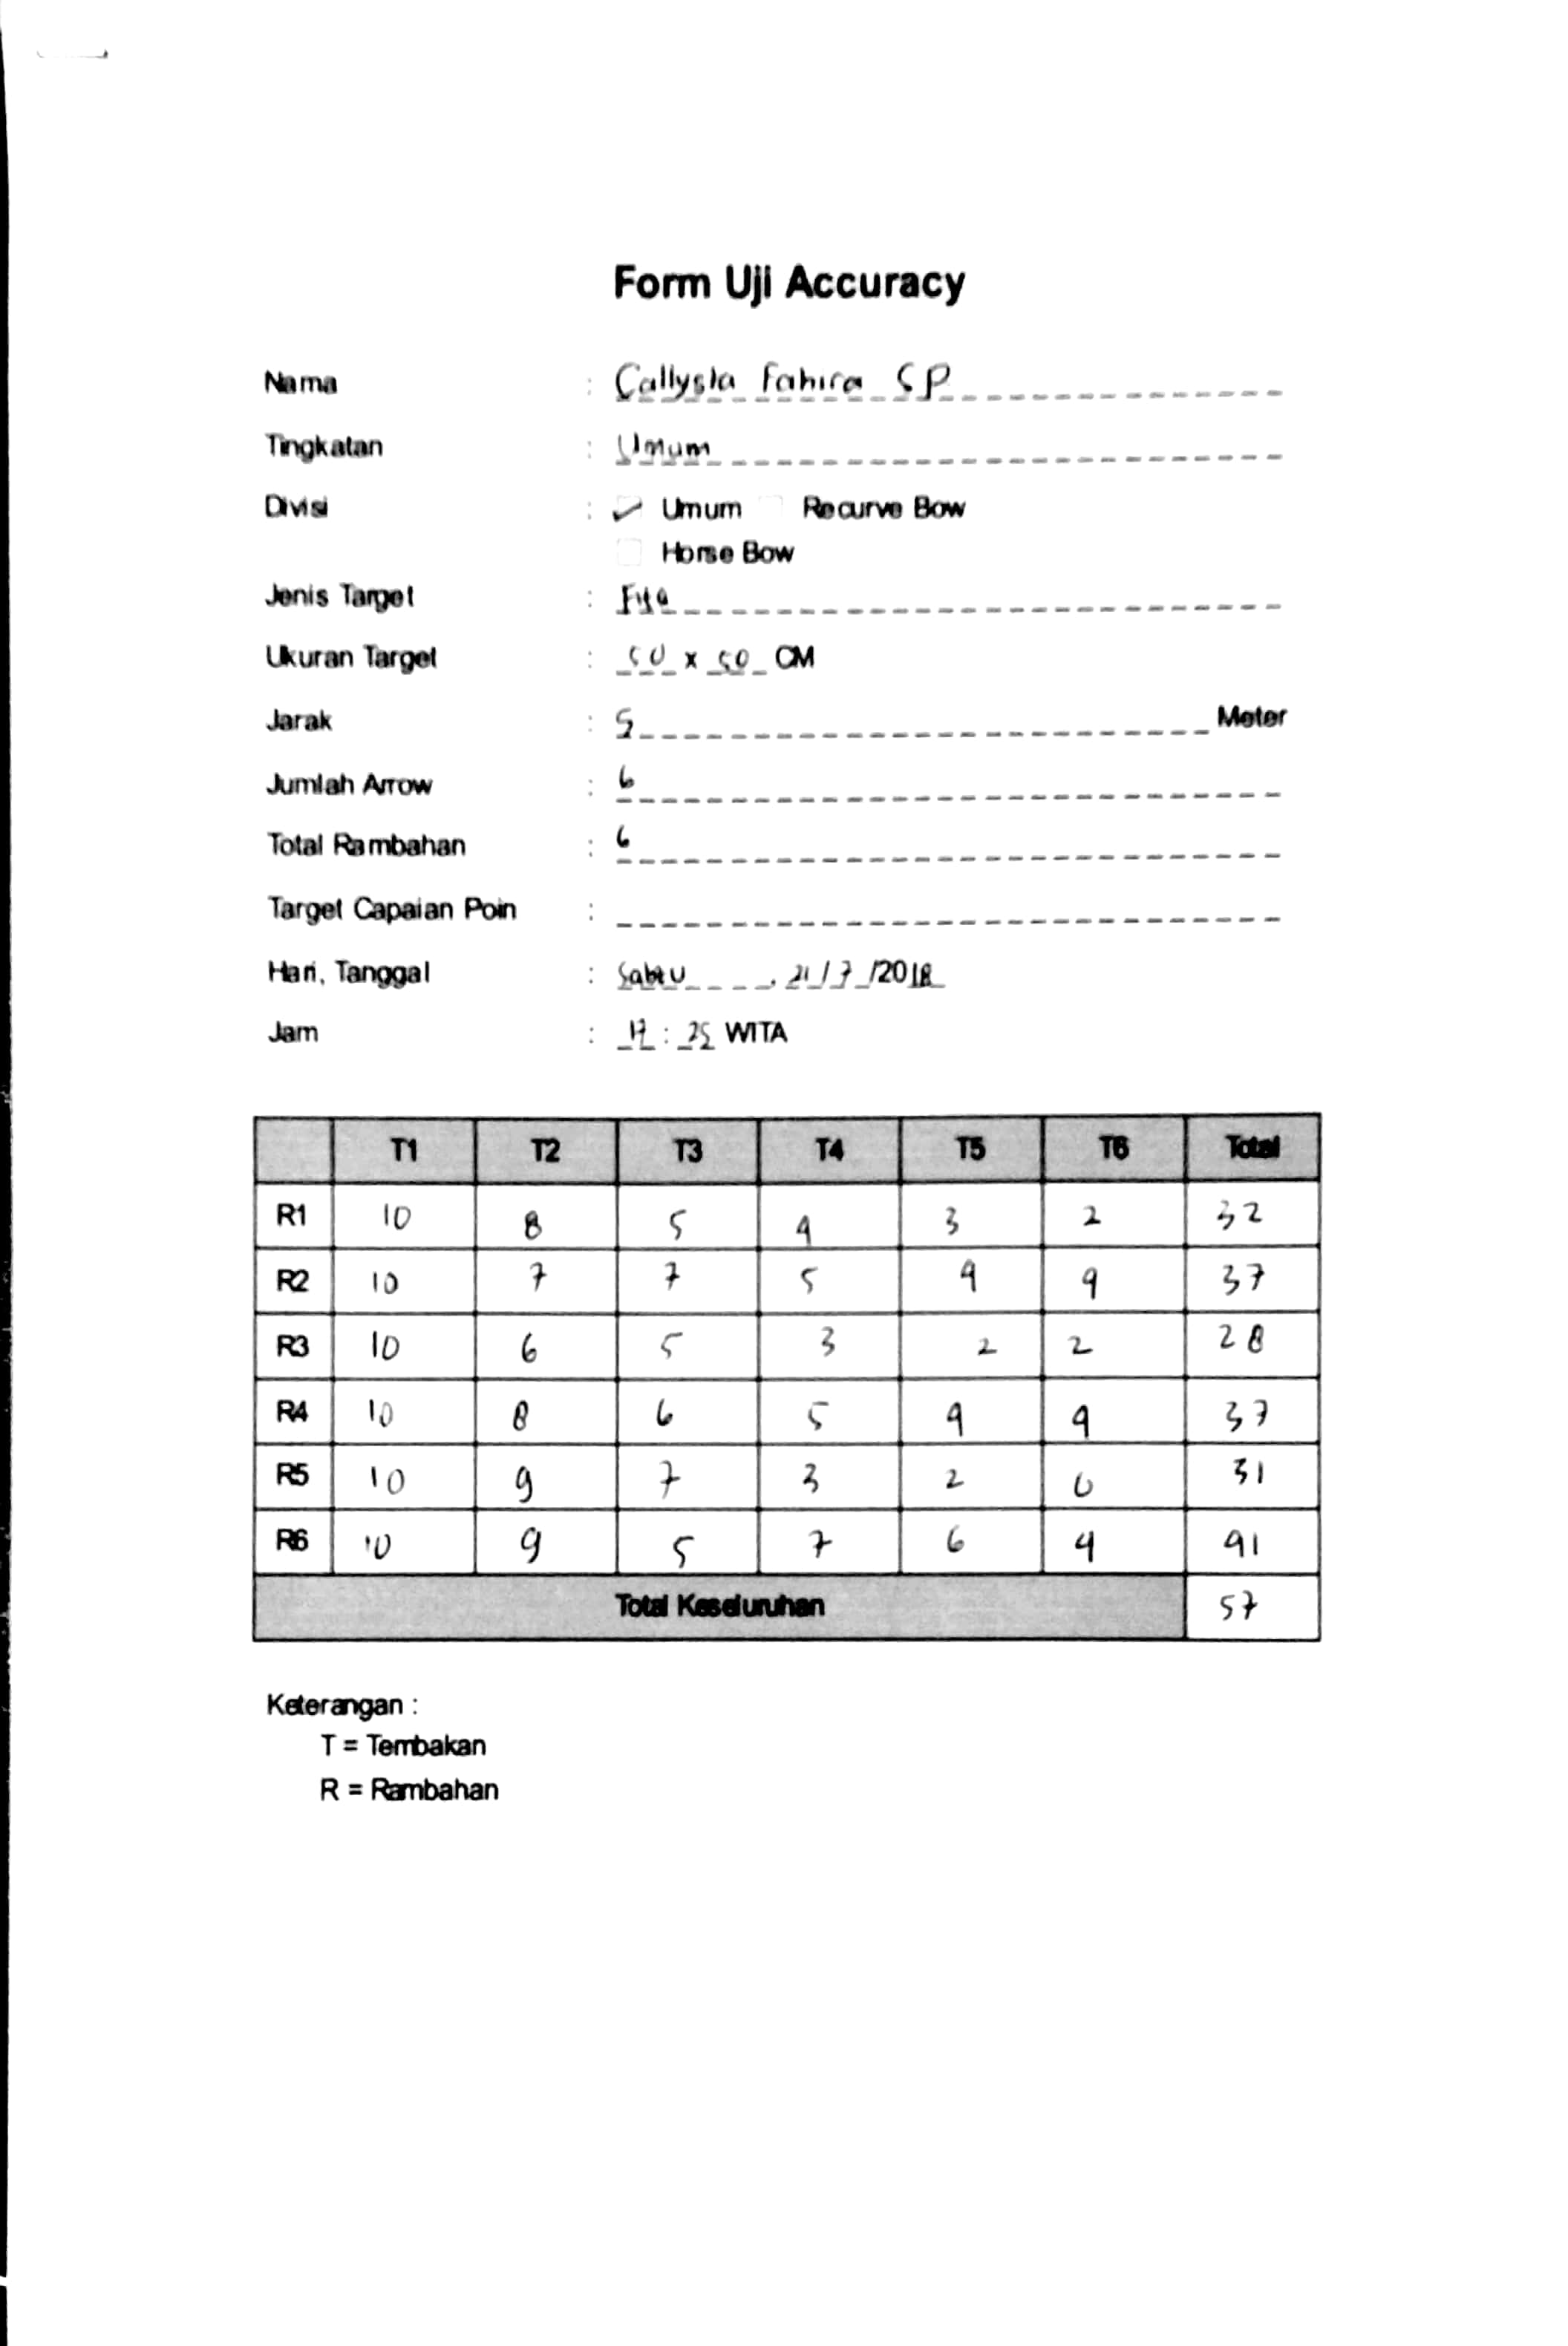 Form Uji Accuracy
Nama : Callysta Fahira SP
Tingkatan : Umum
Divisi : ✓ Umum Recurve Bow
Horse Bow
Jenis Target : Fita
Ukuran Target : 50 x 50 CM
Jarak : 5 Meter
Jumlah Arrow : 6
Total Rambahan : 6
Target Capaian Poin :
Hari, Tanggal : Sabtu, 21/7/2018
Jam : 17:25 WITA
T1 T2 T3 T4 T5 T6 Total
R1 10 8 5 4 3 2 32
R2 10 7 7 5 4 4 37
R3 10 6 5 3 2 2 28
R4 10 8 6 5 4 4 37
R5 10 9 7 3 2 0 31
R6 10 9 5 7 6 4 41
Total Keseluruhan 57
Keterangan :
T = Tembakan
R = Rambahan